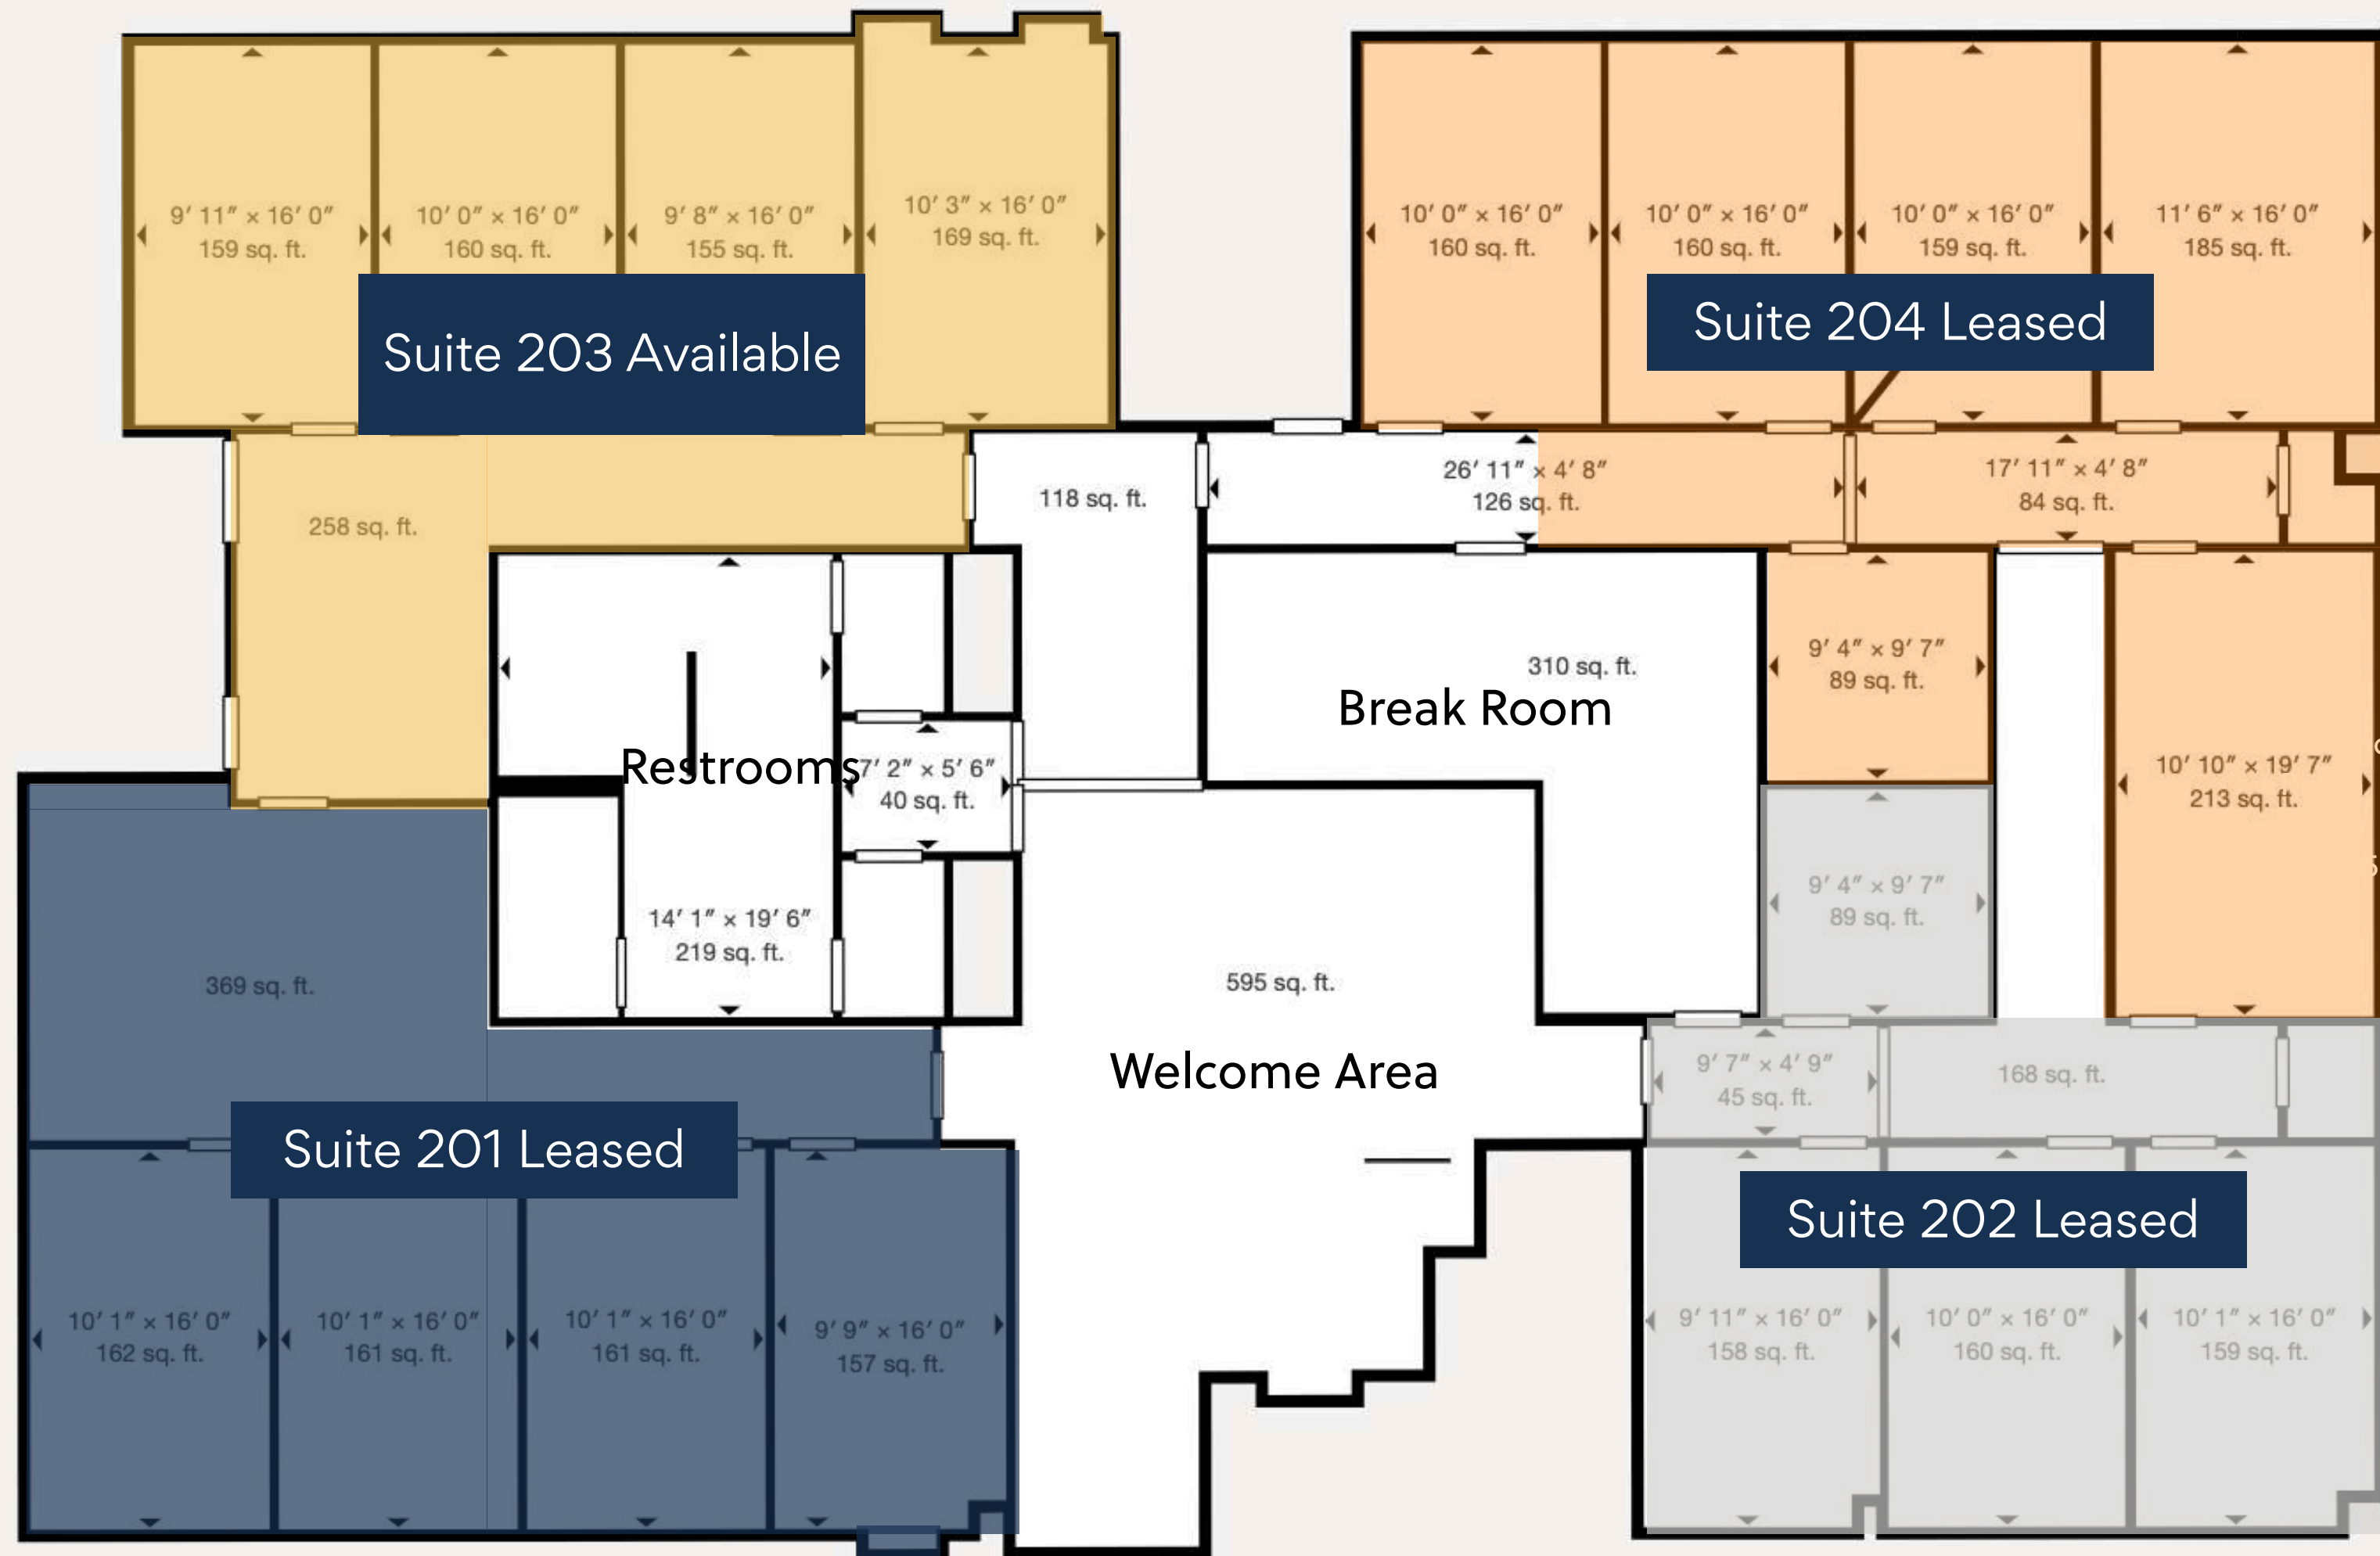 9' 11" × 16' 0"
159 sq. ft.
10' 0" × 16' 0"
160 sq. ft.
9' 8" × 16' 0"
155 sq. ft.
10' 3" × 16' 0"
169 sq. ft.
Suite 203 Available
258 sq. ft.
10' 0" × 16' 0"
160 sq. ft.
10' 0" × 16' 0"
160 sq. ft.
10' 0" × 16' 0"
159 sq. ft.
11' 6" × 16' 0"
185 sq. ft.
Suite 204 Leased
118 sq. ft.
26' 11" × 4' 8"
126 sq. ft.
17' 11" × 4' 8"
84 sq. ft.
310 sq. ft.
Break Room
9' 4" × 9' 7"
89 sq. ft.
10' 10" × 19' 7"
213 sq. ft.
Restrooms
7' 2" × 5' 6"
40 sq. ft.
14' 1" × 19' 6"
219 sq. ft.
9' 4" × 9' 7"
89 sq. ft.
369 sq. ft.
595 sq. ft.
Welcome Area
9' 7" × 4' 9"
45 sq. ft.
168 sq. ft.
Suite 201 Leased
Suite 202 Leased
10' 1" × 16' 0"
162 sq. ft.
10' 1" × 16' 0"
161 sq. ft.
10' 1" × 16' 0"
161 sq. ft.
9' 9" × 16' 0"
157 sq. ft.
9' 11" × 16' 0"
158 sq. ft.
10' 0" × 16' 0"
160 sq. ft.
10' 1" × 16' 0"
159 sq. ft.